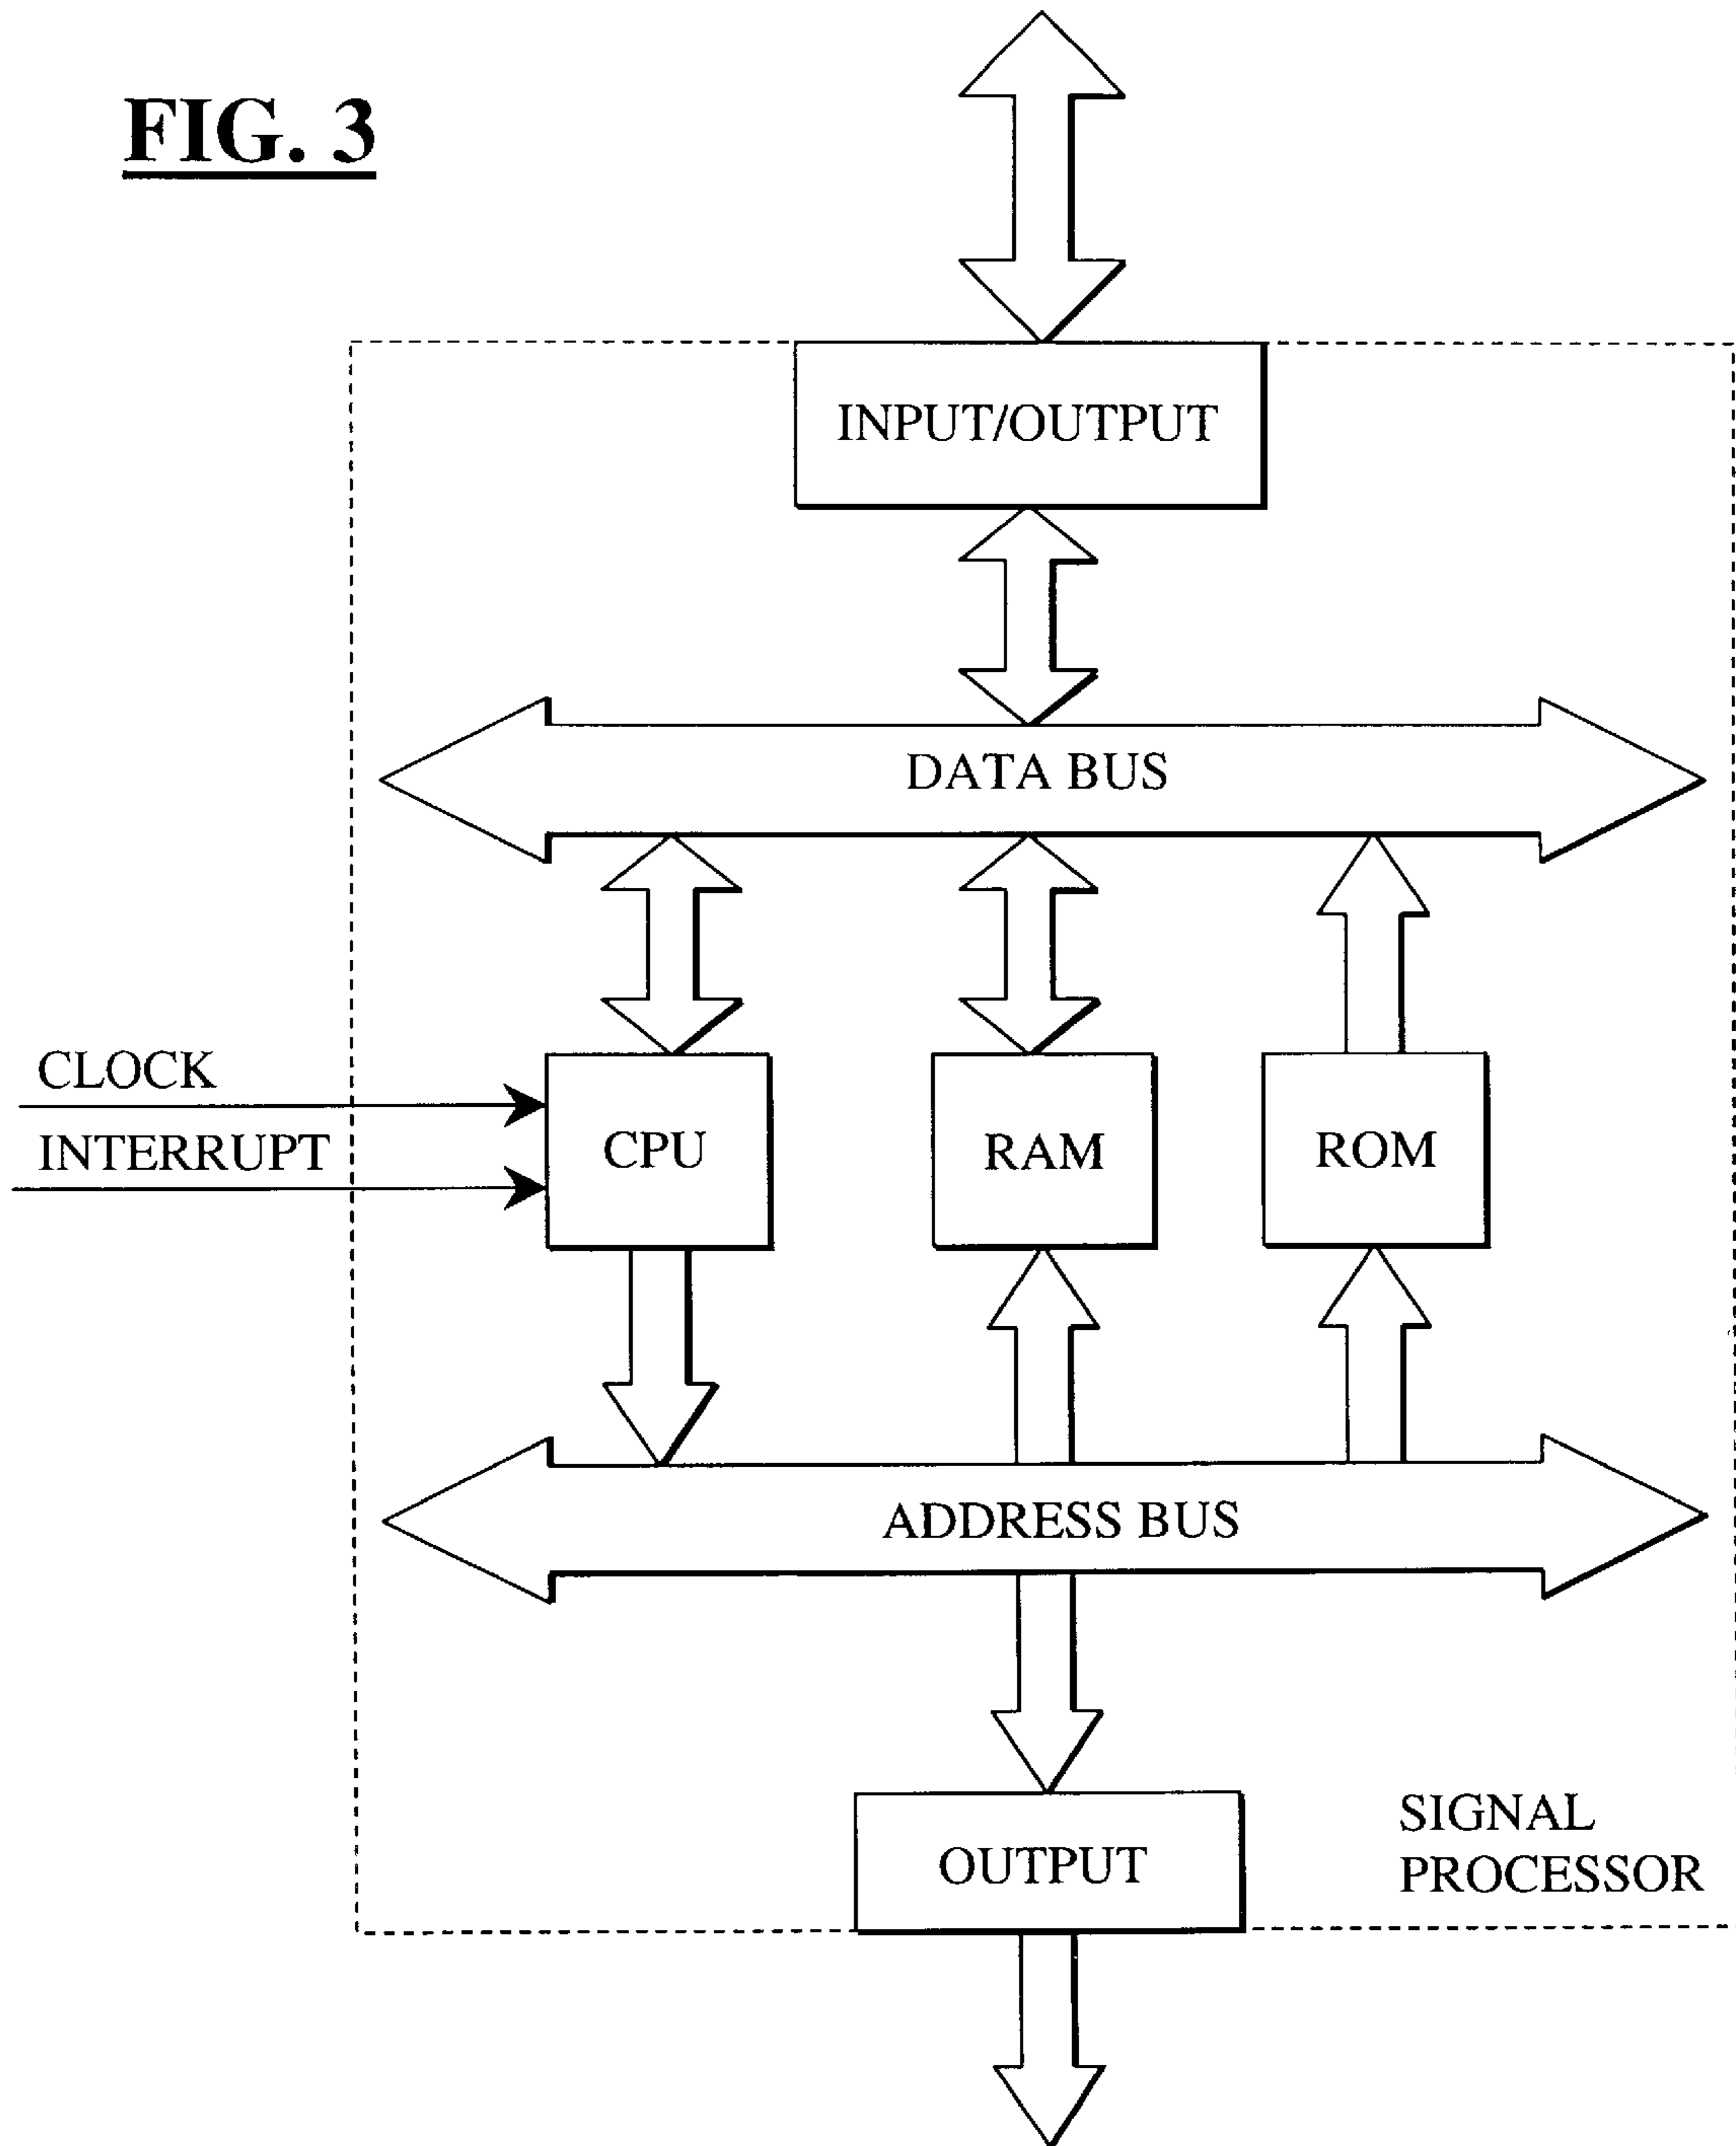 FIG. 3
INPUT/OUTPUT
DATA BUS
CLOCK
INTERRUPT
CPU
RAM
ROM
ADDRESS BUS
OUTPUT
SIGNAL
PROCESSOR